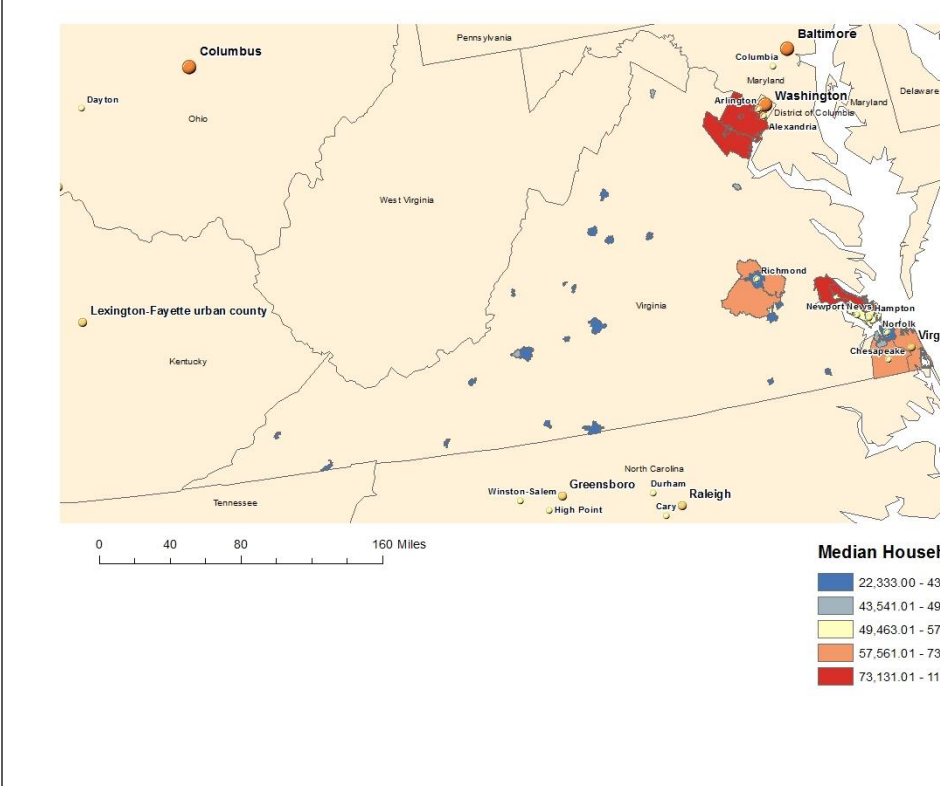 Pennsylvania
Baltimore
Columbus
Columbia
Maryland
Delaware
Dayton
Arlington
Washington
Maryland
Ohio
District of Columbia
Alexandria
West Virginia
Richmond
Lexington-Fayette urban county
Virginia
Newport News
Hampton
Norfolk
Virg
Chesapeake
Kentucky
North Carolina
Greensboro
Durham
Winston-Salem
Raleigh
Tennessee
High Point
Cary
0 40 80 160 Miles
Median Househ
22,333.00 - 43
43,541.01 - 49
49,463.01 - 57
57,561.01 - 73
73,131.01 - 11